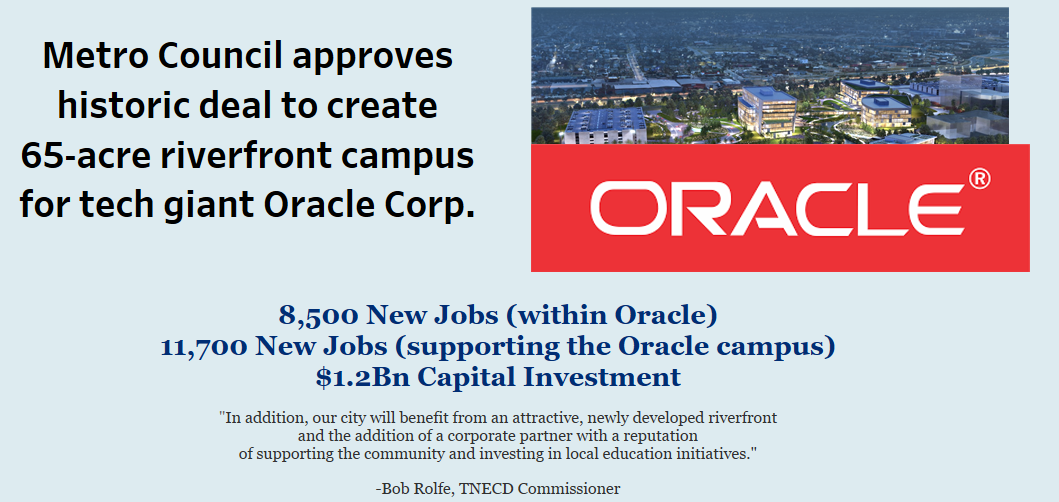 Metro Council approves
historic deal to create
65-acre riverfront campus
for tech giant Oracle Corp.
ORACLE®
8,500 New Jobs (within Oracle)
11,700 New Jobs (supporting the Oracle campus)
$1.2Bn Capital Investment
"In addition, our city will benefit from an attractive, newly developed riverfront
and the addition of a corporate partner with a reputation
of supporting the community and investing in local education initiatives."
-Bob Rolfe, TNECD Commissioner